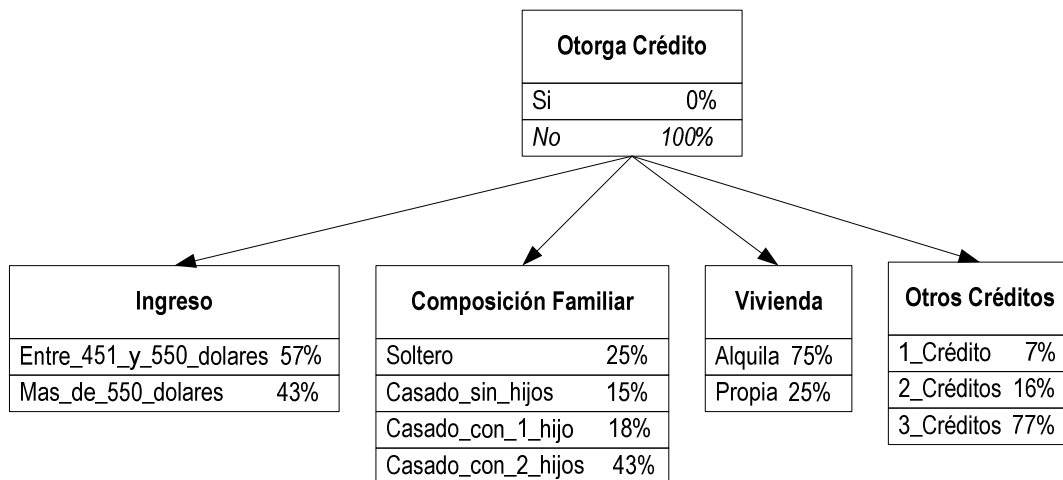 Otorga Crédito
Si 0%
No 100%
Ingreso
Entre_451_y_550_dolares 57%
Mas_de_550_dolares 43%
Composición Familiar
Soltero 25%
Casado_sin_hijos 15%
Casado_con_1_hijo 18%
Casado_con_2_hijos 43%
Vivienda
Alquila 75%
Propia 25%
Otros Créditos
1_Crédito 7%
2_Créditos 16%
3_Créditos 77%